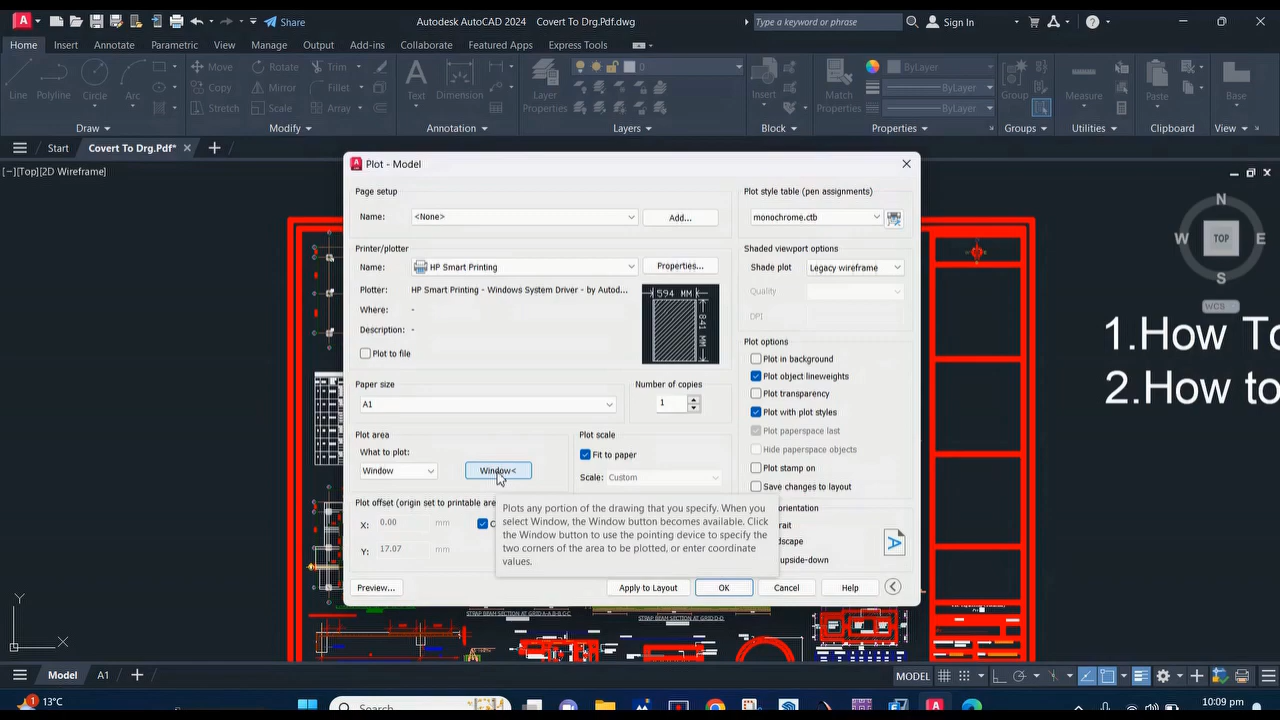 Share
Autodesk AutoCAD 2024 Covert To Drg.Pdf.dwg
Type a keyword or phrase
Sign In
Home Insert Annotate Parametric View Manage Output Add-ins Collaborate Featured Apps Express Tools
Line Polyline Circle Arc
Move Rotate Trim
Copy Mirror Fillet
Stretch Scale Array
Text Dimension
Layer Properties
0
Insert
Match Properties
ByLayer
ByLayer
ByLayer
Group
Measure
Paste
Base
Draw Modify Annotation Layers Block Properties Groups Utilities Clipboard View
Start Covert To Drg.Pdf*
[−][Top][2D Wireframe]
Plot - Model
Page setup
Name: <None> Add...
Printer/plotter
Name: HP Smart Printing Properties...
Plotter: HP Smart Printing - Windows System Driver - by Autod...
Where: -
Description: -
Plot to file
594 MM
841 MM
Paper size
A1
Number of copies
1
Plot area
What to plot:
Window Window<
Plot scale
Fit to paper
Scale: Custom
Plot offset (origin set to printable are
X: 0.00 mm
Y: 17.07 mm
C
Plots any portion of the drawing that you specify. When you
select Window, the Window button becomes available. Click
the Window button to use the pointing device to specify the
two corners of the area to be plotted, or enter coordinate
values.
Plot style table (pen assignments)
monochrome.ctb
Shaded viewport options
Shade plot Legacy wireframe
Quality
DPI
Plot options
Plot in background
Plot object lineweights
Plot transparency
Plot with plot styles
Plot paperspace last
Hide paperspace objects
Plot stamp on
Save changes to layout
orientation
rait
dscape
upside-down
A
Preview... Apply to Layout OK Cancel Help
N
W TOP E
S
WCS
1.How To
2.How to
STRAP BEAM SECTION AT GRID-A-B-G-C
STRAP BEAM SECTION AT GRID-D-D
Y
X
Model A1
MODEL
1
13°C
Search
10:09 pm